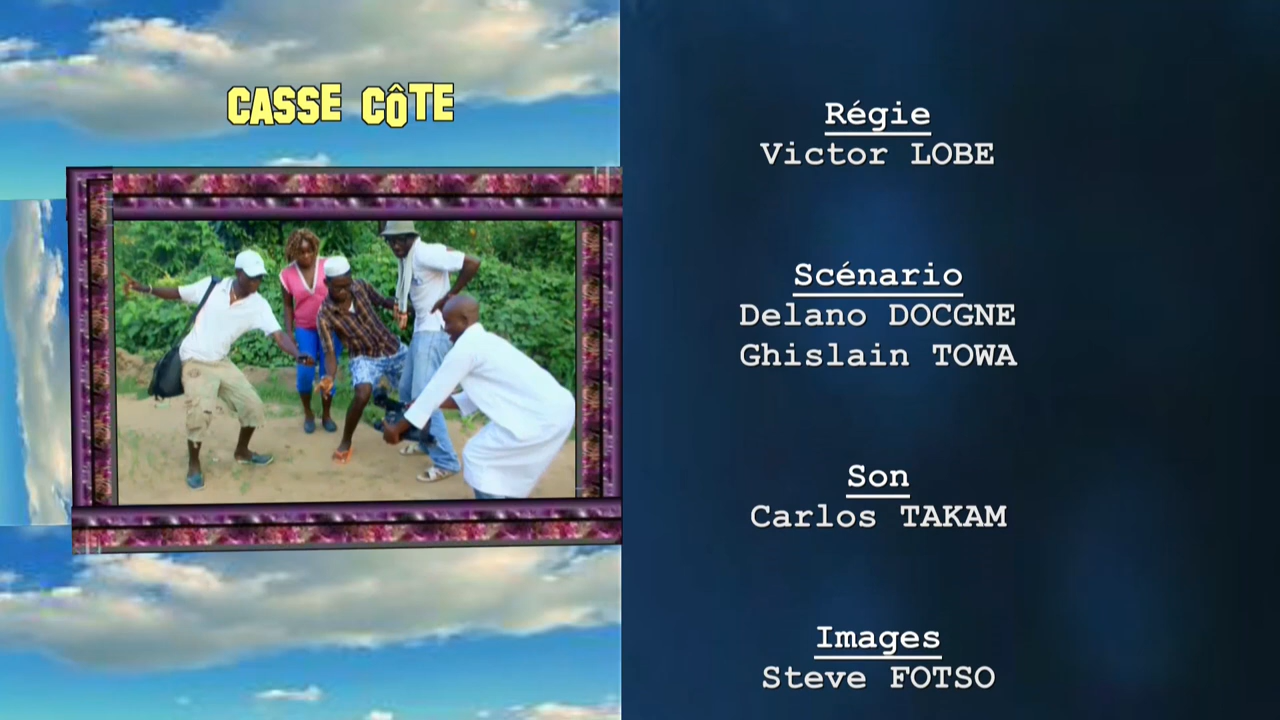 CASSE CÔTE
Régie
Victor LOBE
Scénario
Delano DOCGNE
Ghislain TOWA
Son
Carlos TAKAM
Images
Steve FOTSO